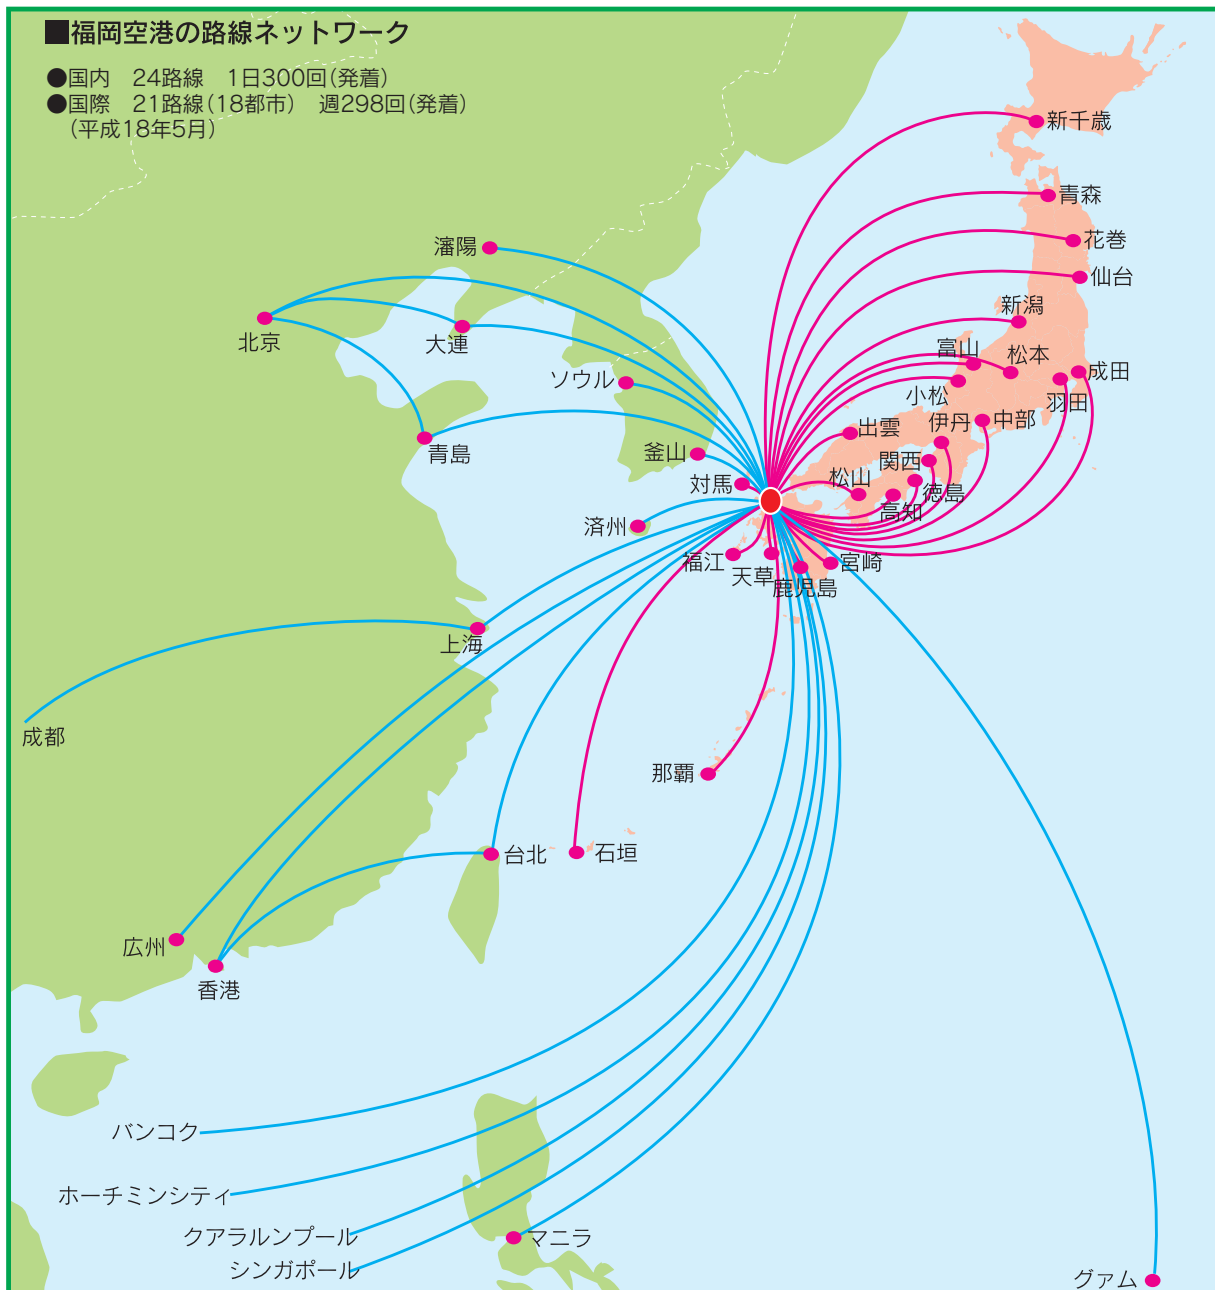 ■福岡空港の路線ネットワーク
●国内　24路線　1日300回(発着)
●国際　21路線(18都市)　週298回(発着)
(平成18年5月)
新千歳
青森
花巻
仙台
新潟
富山
松本
成田
小松
羽田
出雲
伊丹
中部
関西
松山
徳島
高知
瀋陽
北京
大連
ソウル
青島
釜山
対馬
済州
福江
天草
鹿児島
宮崎
上海
成都
那覇
台北
石垣
広州
香港
バンコク
ホーチミンシティ
クアラルンプール
マニラ
シンガポール
グァム